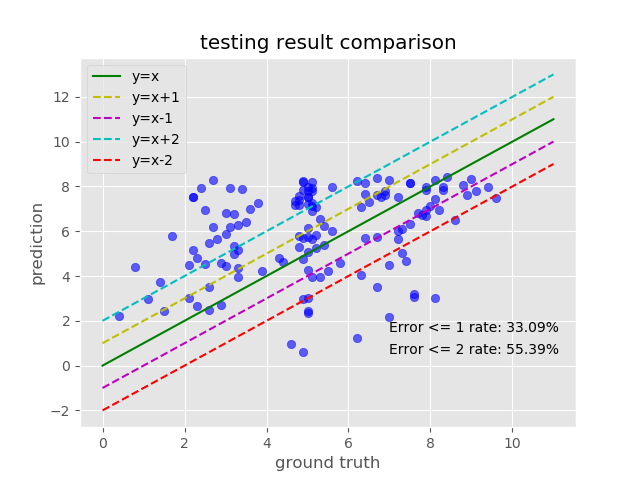 testing result comparison
y=x
y=x+1
y=x-1
y=x+2
y=x-2
12
10
8
6
4
2
0
−2
prediction
Error <= 1 rate: 33.09%
Error <= 2 rate: 55.39%
0 2 4 6 8 10
ground truth